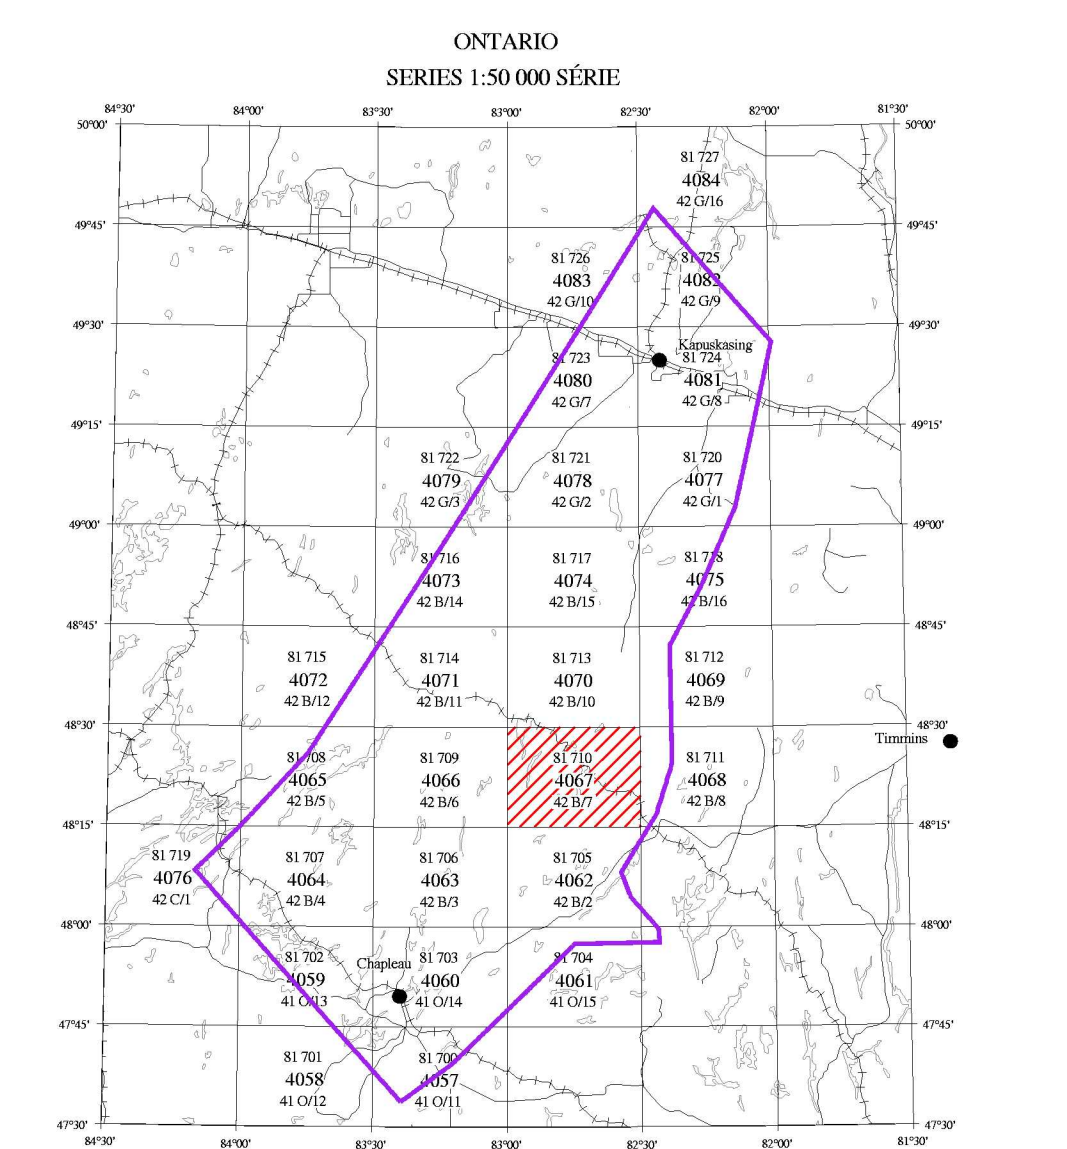 ONTARIO
SERIES 1:50 000 SÉRIE
84°30' 84°00' 83°30' 83°00' 82°30' 82°00' 81°30'
50°00' 50°00'
81 727
4084
42 G/16
49°45' 49°45'
81 726 81 725
4083 4082
42 G/10 42 G/9
49°30' 49°30'
Kapuskasing
81 723 81 724
4080 4081
42 G/7 42 G/8
49°15' 49°15'
81 722 81 721 81 720
4079 4078 4077
42 G/3 42 G/2 42 G/1
49°00' 49°00'
81 716 81 717 81 718
4073 4074 4075
42 B/14 42 B/15 42 B/16
48°45' 48°45'
81 715 81 714 81 713 81 712
4072 4071 4070 4069
42 B/12 42 B/11 42 B/10 42 B/9
48°30' 48°30'
Timmins
81 708 81 709 81 710 81 711
4065 4066 4067 4068
42 B/5 42 B/6 42 B/7 42 B/8
48°15' 48°15'
81 719 81 707 81 706 81 705
4076 4064 4063 4062
42 C/1 42 B/4 42 B/3 42 B/2
48°00' 48°00'
Chapleau
81 702 81 703 81 704
4059 4060 4061
41 O/13 41 O/14 41 O/15
47°45' 47°45'
81 701 81 700
4058 4057
41 O/12 41 O/11
47°30' 47°30'
84°30' 84°00' 83°30' 83°00' 82°30' 82°00' 81°30'